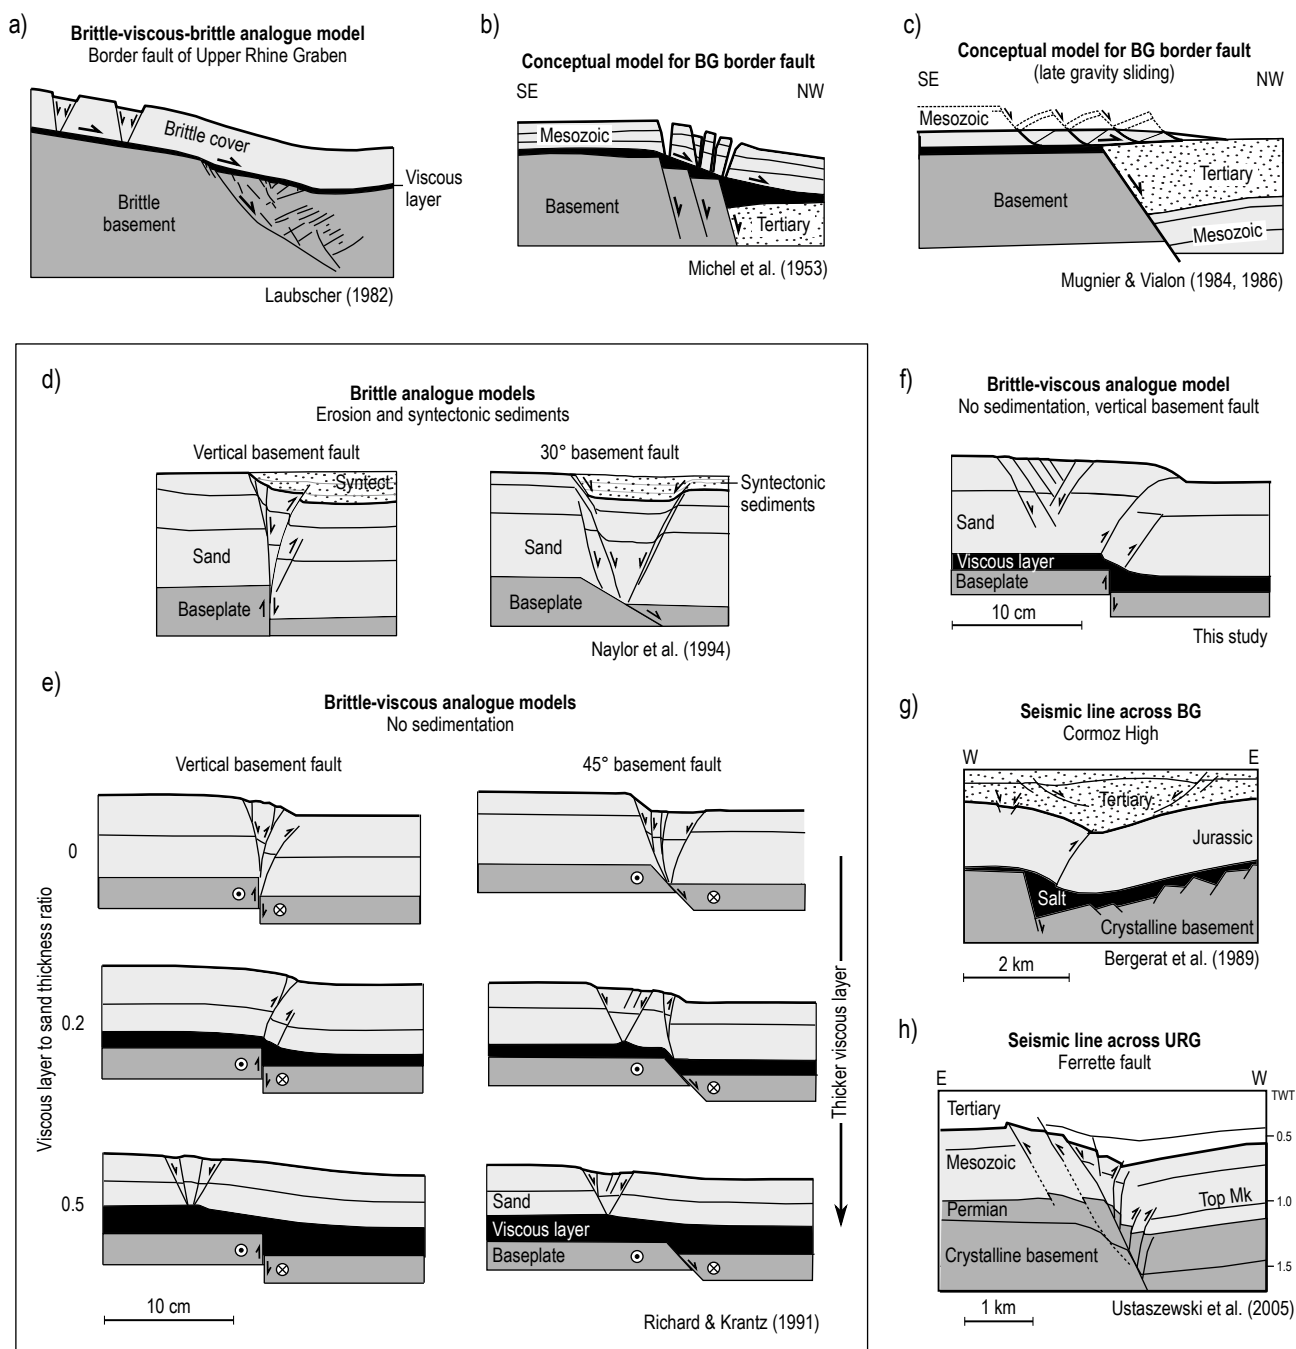 a)
Brittle-viscous-brittle analogue model
Border fault of Upper Rhine Graben
Brittle cover
Viscous
layer
Brittle
basement
Laubscher (1982)
b)
Conceptual model for BG border fault
SE NW
Mesozoic
Basement
Tertiary
Michel et al. (1953)
c)
Conceptual model for BG border fault
(late gravity sliding)
SE NW
Mesozoic
Tertiary
Basement
Mesozoic
Mugnier & Vialon (1984, 1986)
d)
Brittle analogue models
Erosion and syntectonic sediments
Vertical basement fault
Syntect.
Sand
Baseplate
30° basement fault
Syntectonic
sediments
Sand
Baseplate
Naylor et al. (1994)
e)
Brittle-viscous analogue models
No sedimentation
Vertical basement fault
45° basement fault
Viscous layer to sand thickness ratio
0
0.2
0.5
Thicker viscous layer
Sand
Viscous layer
Baseplate
10 cm
Richard & Krantz (1991)
f)
Brittle-viscous analogue model
No sedimentation, vertical basement fault
Sand
Viscous layer
Baseplate
10 cm
This study
g)
Seismic line across BG
Cormoz High
W E
Tertiary
Jurassic
Salt
Crystalline basement
2 km
Bergerat et al. (1989)
h)
Seismic line across URG
Ferrette fault
E W
TWT
Tertiary
0.5
Mesozoic
Top Mk
1.0
Permian
Crystalline basement
1.5
1 km
Ustaszewski et al. (2005)